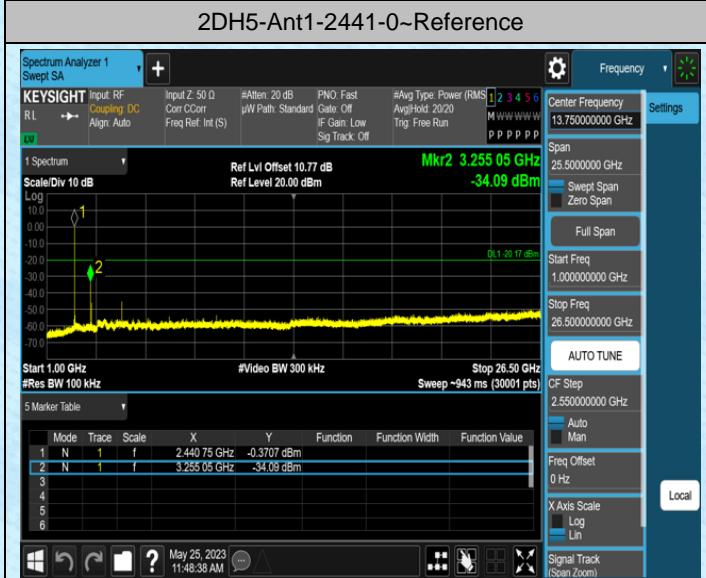 2DH5-Ant1-2441-0~Reference
Spectrum Analyzer 1
Swept SA
+
Frequency
KEYSIGHT
RL
Input: RF
Coupling: DC
Align: Auto
Input Z: 50 Ω
Corr CCorr
Freq Ref: Int (S)
#Atten: 20 dB
µW Path: Standard
PNO: Fast
Gate: Off
IF Gain: Low
Sig Track: Off
#Avg Type: Power (RMS
Avg|Hold: 20/20
Trig: Free Run
1 2 3 4 5 6
M W W W W W
P P P P P P
Center Frequency
13.750000000 GHz
Settings
Span
25.5000000 GHz
Swept Span
Zero Span
Full Span
Start Freq
1.000000000 GHz
Stop Freq
26.500000000 GHz
AUTO TUNE
CF Step
2.550000000 GHz
Auto
Man
Freq Offset
0 Hz
X Axis Scale
Log
Lin
Local
Signal Track
(Span Zoom)
1 Spectrum
Scale/Div 10 dB
Ref Lvl Offset 10.77 dB
Ref Level 20.00 dBm
Mkr2 3.255 05 GHz
-34.09 dBm
Log
10.0
0.00
-10.0
-20.0
-30.0
-40.0
-50.0
-60.0
-70.0
1
2
DL1 -20.17 dBm
Start 1.00 GHz
#Res BW 100 kHz
#Video BW 300 kHz
Stop 26.50 GHz
Sweep ~943 ms (30001 pts)
5 Marker Table
Mode Trace Scale X Y Function Function Width Function Value
1 N 1 f 2.440 75 GHz -0.3707 dBm
2 N 1 f 3.255 05 GHz -34.09 dBm
3
4
5
6
?
May 25, 2023
11:48:38 AM